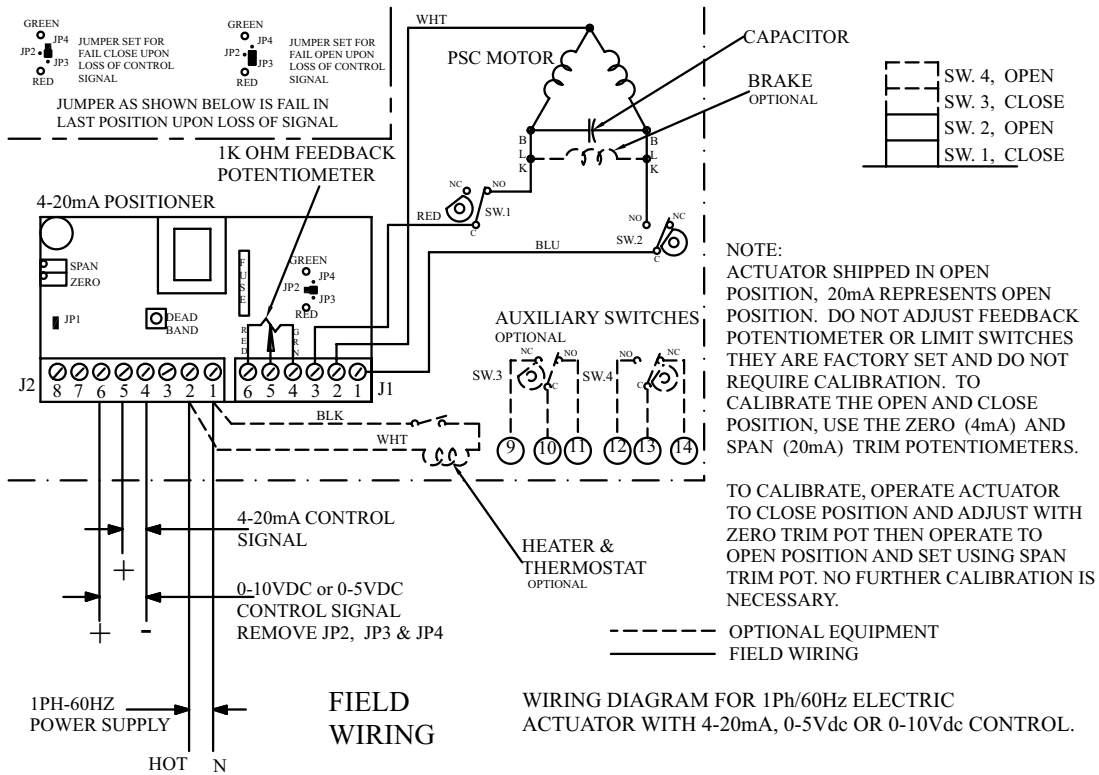 GREEN
JP4
JP2
JP3
RED
JUMPER SET FOR
FAIL CLOSE UPON
LOSS OF CONTROL
SIGNAL
GREEN
JP4
JP2
JP3
RED
JUMPER SET FOR
FAIL OPEN UPON
LOSS OF CONTROL
SIGNAL
JUMPER AS SHOWN BELOW IS FAIL IN
LAST POSITION UPON LOSS OF SIGNAL
WHT
PSC MOTOR
CAPACITOR
BRAKE
OPTIONAL
BLK
BLK
NC
NO
SW.1
C
RED
NO
NC
SW.2
C
BLU
SW. 4, OPEN
SW. 3, CLOSE
SW. 2, OPEN
SW. 1, CLOSE
1K OHM FEEDBACK
POTENTIOMETER
4-20mA POSITIONER
SPAN
ZERO
JP1
DEAD
BAND
FUSE
GREEN
JP4
JP2
JP3
RED
RED
GRN
J2
8 7 6 5 4 3 2 1
6 5 4 3 2 1
J1
BLK
WHT
AUXILIARY SWITCHES
OPTIONAL
NC
NO
SW.3
C
NO
NC
SW.4
C
9 10 11 12 13 14
HEATER &
THERMOSTAT
OPTIONAL
NOTE:
ACTUATOR SHIPPED IN OPEN
POSITION, 20mA REPRESENTS OPEN
POSITION. DO NOT ADJUST FEEDBACK
POTENTIOMETER OR LIMIT SWITCHES
THEY ARE FACTORY SET AND DO NOT
REQUIRE CALIBRATION. TO
CALIBRATE THE OPEN AND CLOSE
POSITION, USE THE ZERO (4mA) AND
SPAN (20mA) TRIM POTENTIOMETERS.
TO CALIBRATE, OPERATE ACTUATOR
TO CLOSE POSITION AND ADJUST WITH
ZERO TRIM POT THEN OPERATE TO
OPEN POSITION AND SET USING SPAN
TRIM POT. NO FURTHER CALIBRATION IS
NECESSARY.
4-20mA CONTROL
SIGNAL
+
0-10VDC or 0-5VDC
CONTROL SIGNAL
REMOVE JP2, JP3 & JP4
+ -
OPTIONAL EQUIPMENT
FIELD WIRING
1PH-60HZ
POWER SUPPLY
HOT N
FIELD
WIRING
WIRING DIAGRAM FOR 1Ph/60Hz ELECTRIC
ACTUATOR WITH 4-20mA, 0-5Vdc OR 0-10Vdc CONTROL.